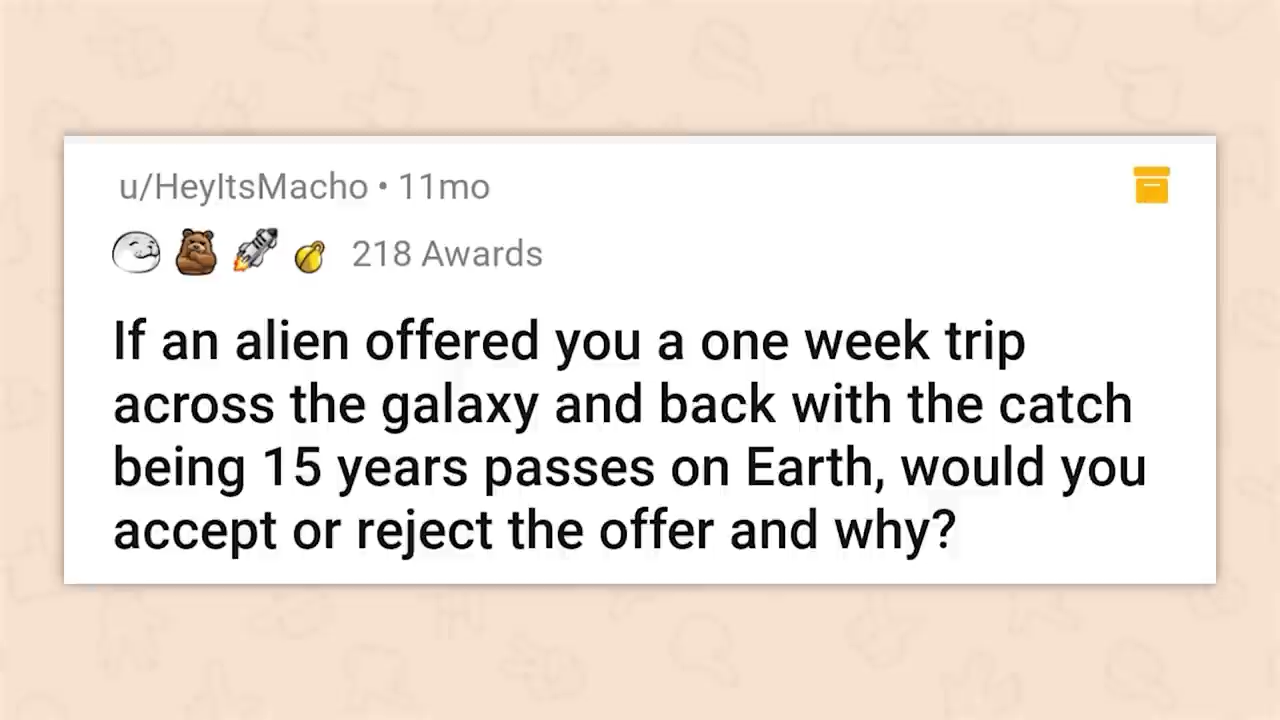 u/HeyItsMacho • 11mo
218 Awards
If an alien offered you a one week trip
across the galaxy and back with the catch
being 15 years passes on Earth, would you
accept or reject the offer and why?